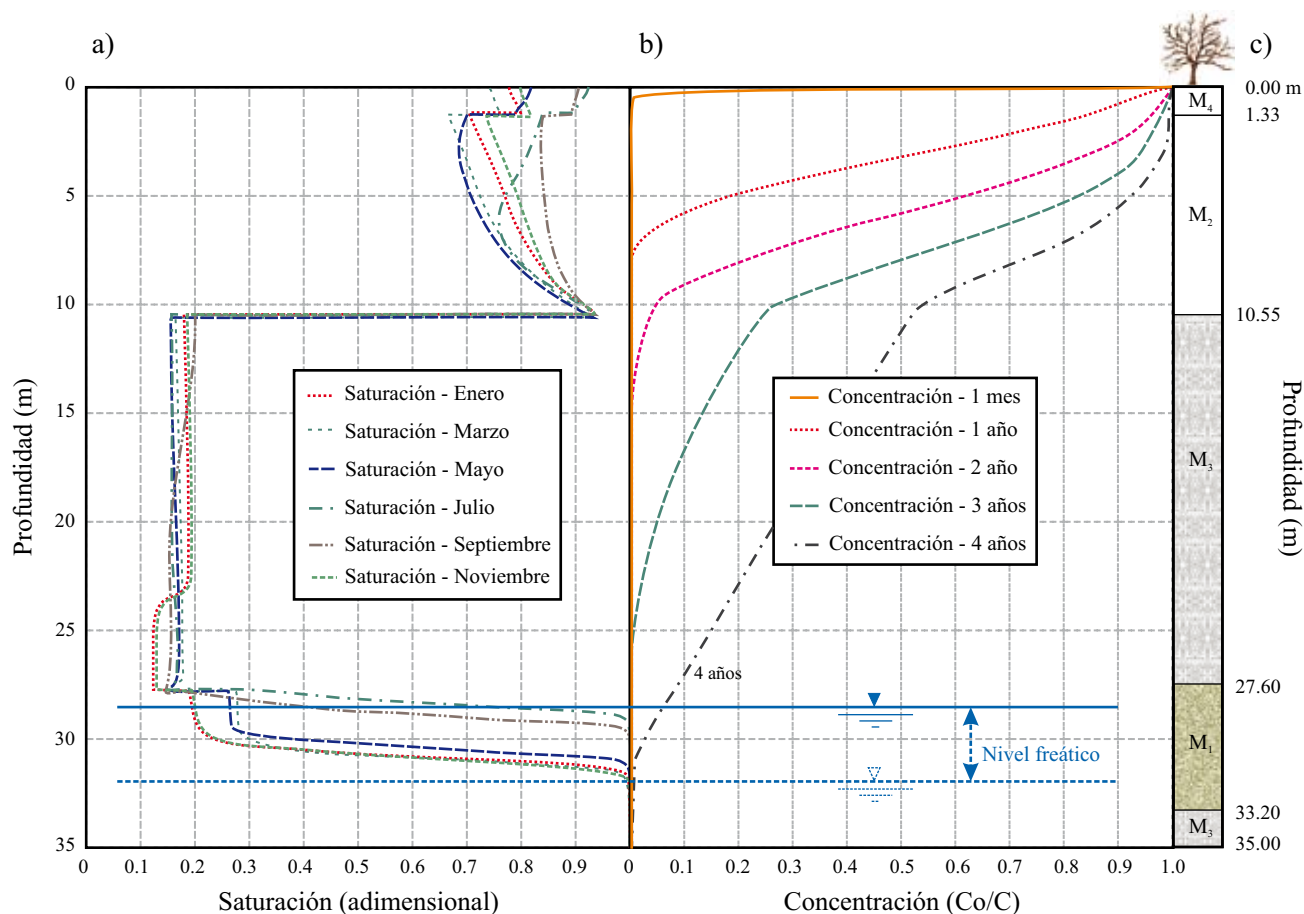 a)
b)
c)
0
5
10
15
20
25
30
35
Profundidad (m)
0
0.1
0.2
0.3
0.4
0.5
0.6
0.7
0.8
0.9
Saturación (adimensional)
Saturación - Enero
Saturación - Marzo
Saturación - Mayo
Saturación - Julio
Saturación - Septiembre
Saturación - Noviembre
Concentración - 1 mes
Concentración - 1 año
Concentración - 2 año
Concentración - 3 años
Concentración - 4 años
4 años
Nivel freático
0
0.1
0.2
0.3
0.4
0.5
0.6
0.7
0.8
0.9
1.0
Concentración (Co/C)
M4
M2
M3
M1
M3
0.00 m
1.33
10.55
27.60
33.20
35.00
Profundidad (m)